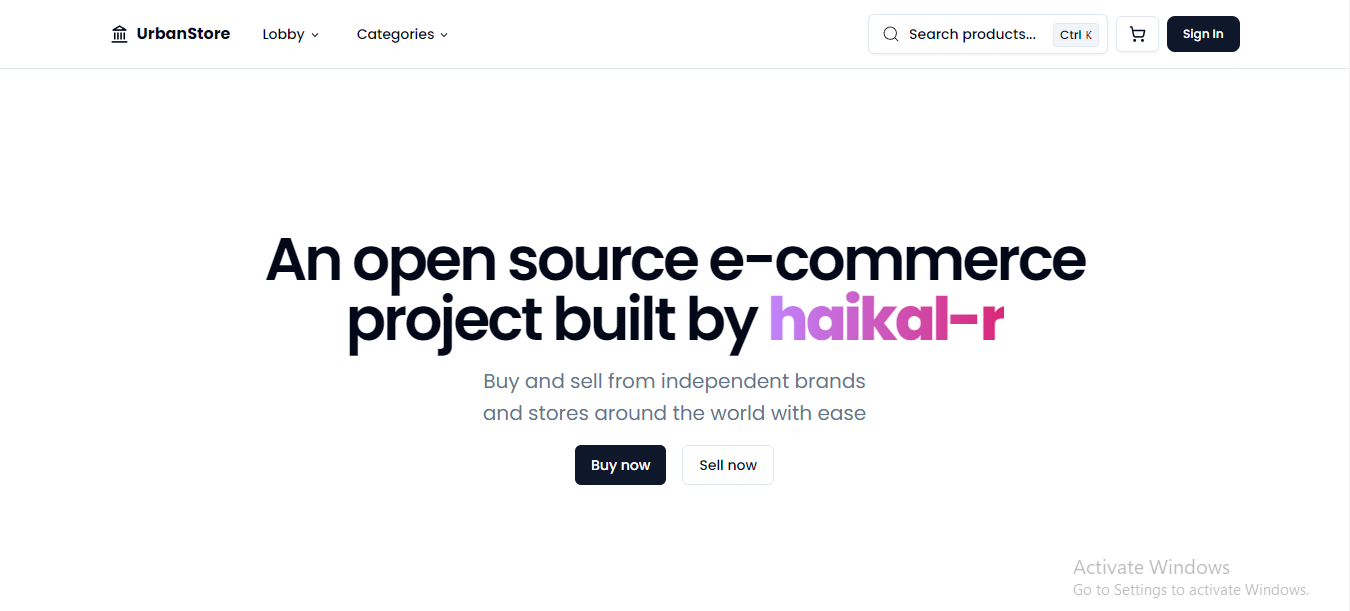 UrbanStore
Lobby
Categories
Search products...
Ctrl K
Sign In
An open source e-commerce
project built by haikal-r
Buy and sell from independent brands
and stores around the world with ease
Buy now
Sell now
Activate Windows
Go to Settings to activate Windows.